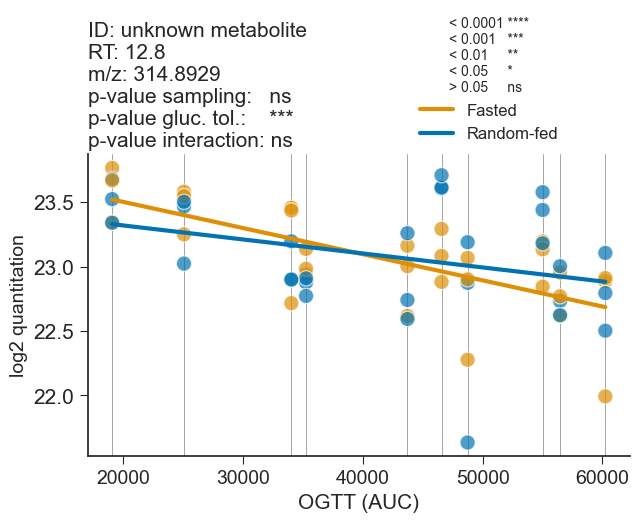 ID: unknown metabolite
RT: 12.8
m/z: 314.8929
p-value sampling: ns
p-value gluc. tol.: ***
p-value interaction: ns
< 0.0001 ****
< 0.001 ***
< 0.01 **
< 0.05 *
> 0.05 ns
Fasted
Random-fed
log2 quantitation
23.5
23.0
22.5
22.0
20000 30000 40000 50000 60000
OGTT (AUC)